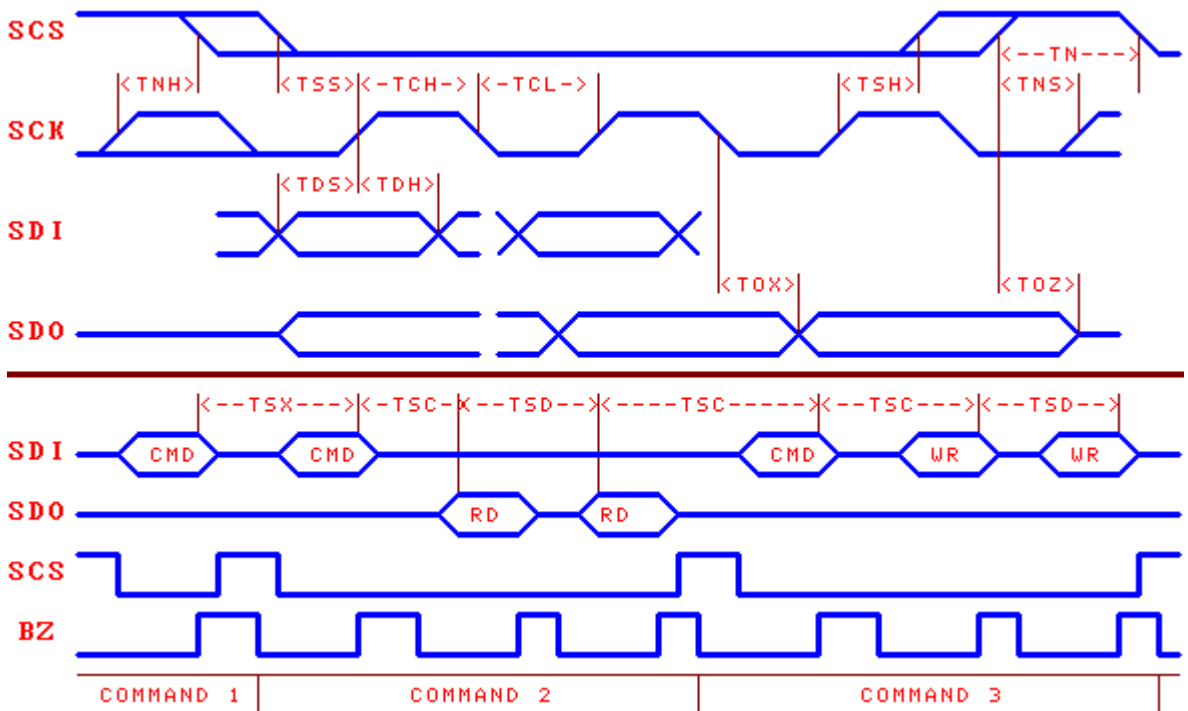 SCS
<--TN--->
<TNH> <TSS> <-TCH-> <-TCL-> <TSH> <TNS>
SCK
<TDS> <TDH>
SDI
<TOX> <TOZ>
SDO
<--TSX---> <-TSC-X--TSD---> <----TSC-----> <--TSC---> <--TSD-->
SDI CMD CMD CMD WR WR
SDO RD RD
SCS
BZ
COMMAND 1 COMMAND 2 COMMAND 3